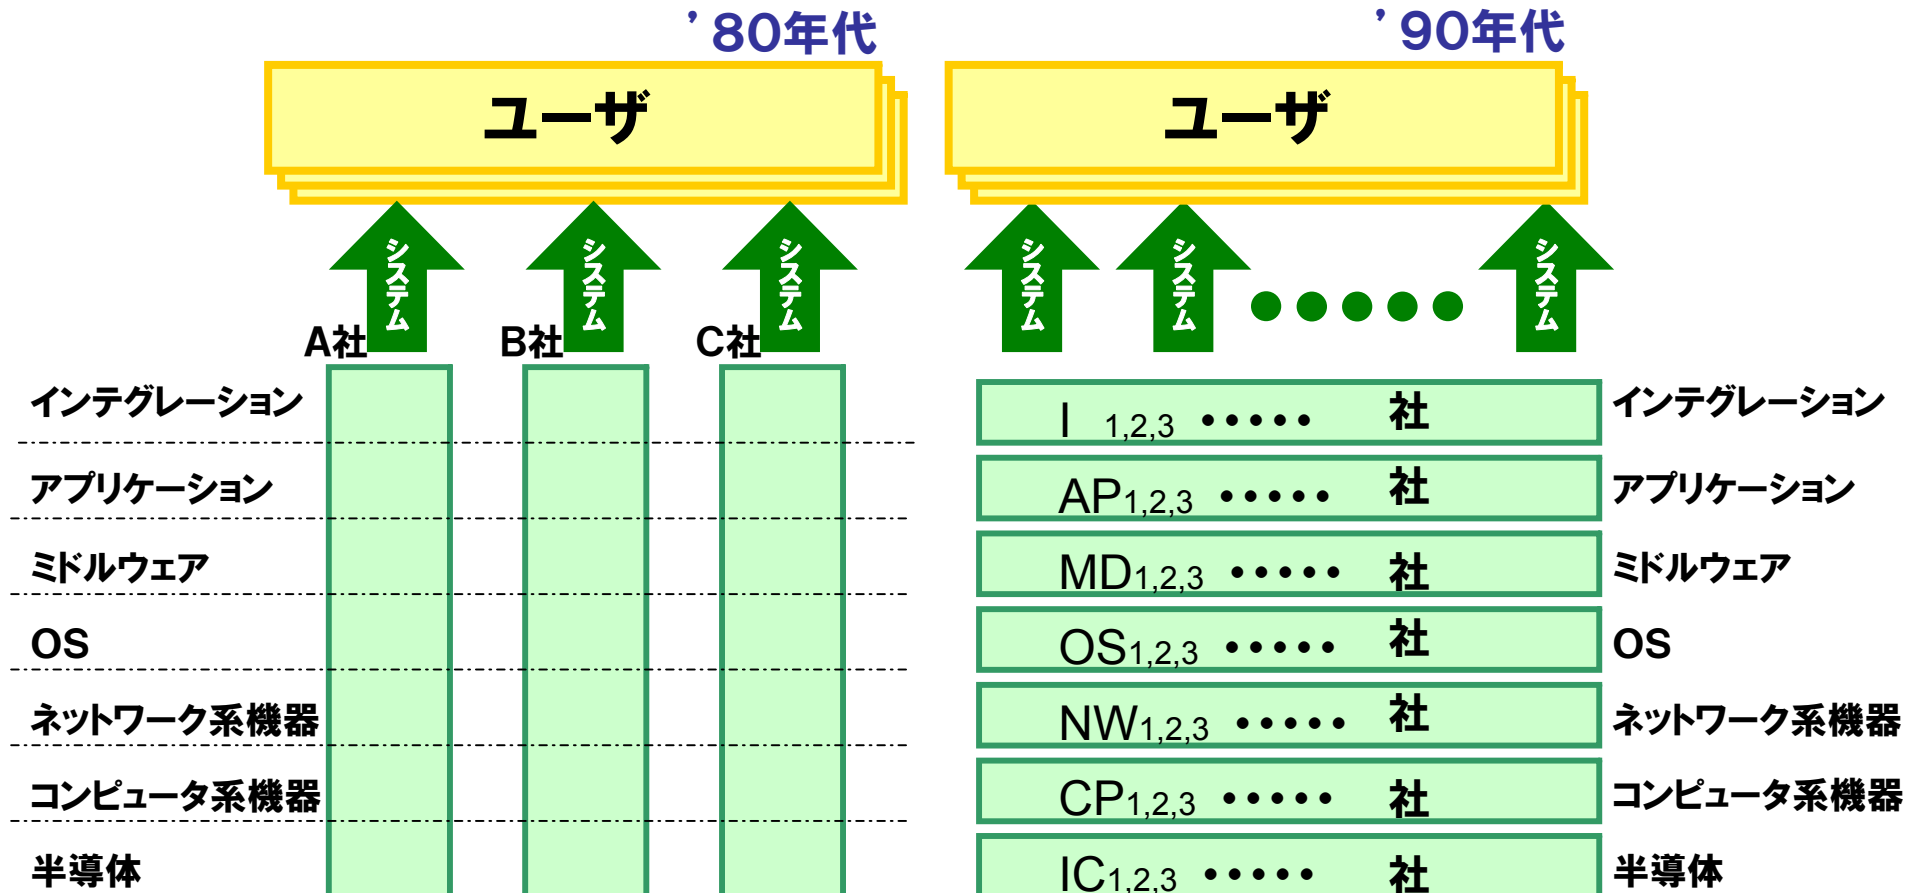 ’80年代
ユーザ
システム
システム
システム
A社
B社
C社
インテグレーション
アプリケーション
ミドルウェア
OS
ネットワーク系機器
コンピュータ系機器
半導体
’90年代
ユーザ
システム
システム
●●●●●
システム
I 1,2,3 ••••• 社 インテグレーション
AP1,2,3 ••••• 社 アプリケーション
MD1,2,3 ••••• 社 ミドルウェア
OS1,2,3 ••••• 社 OS
NW1,2,3 ••••• 社 ネットワーク系機器
CP1,2,3 ••••• 社 コンピュータ系機器
IC1,2,3 ••••• 社 半導体